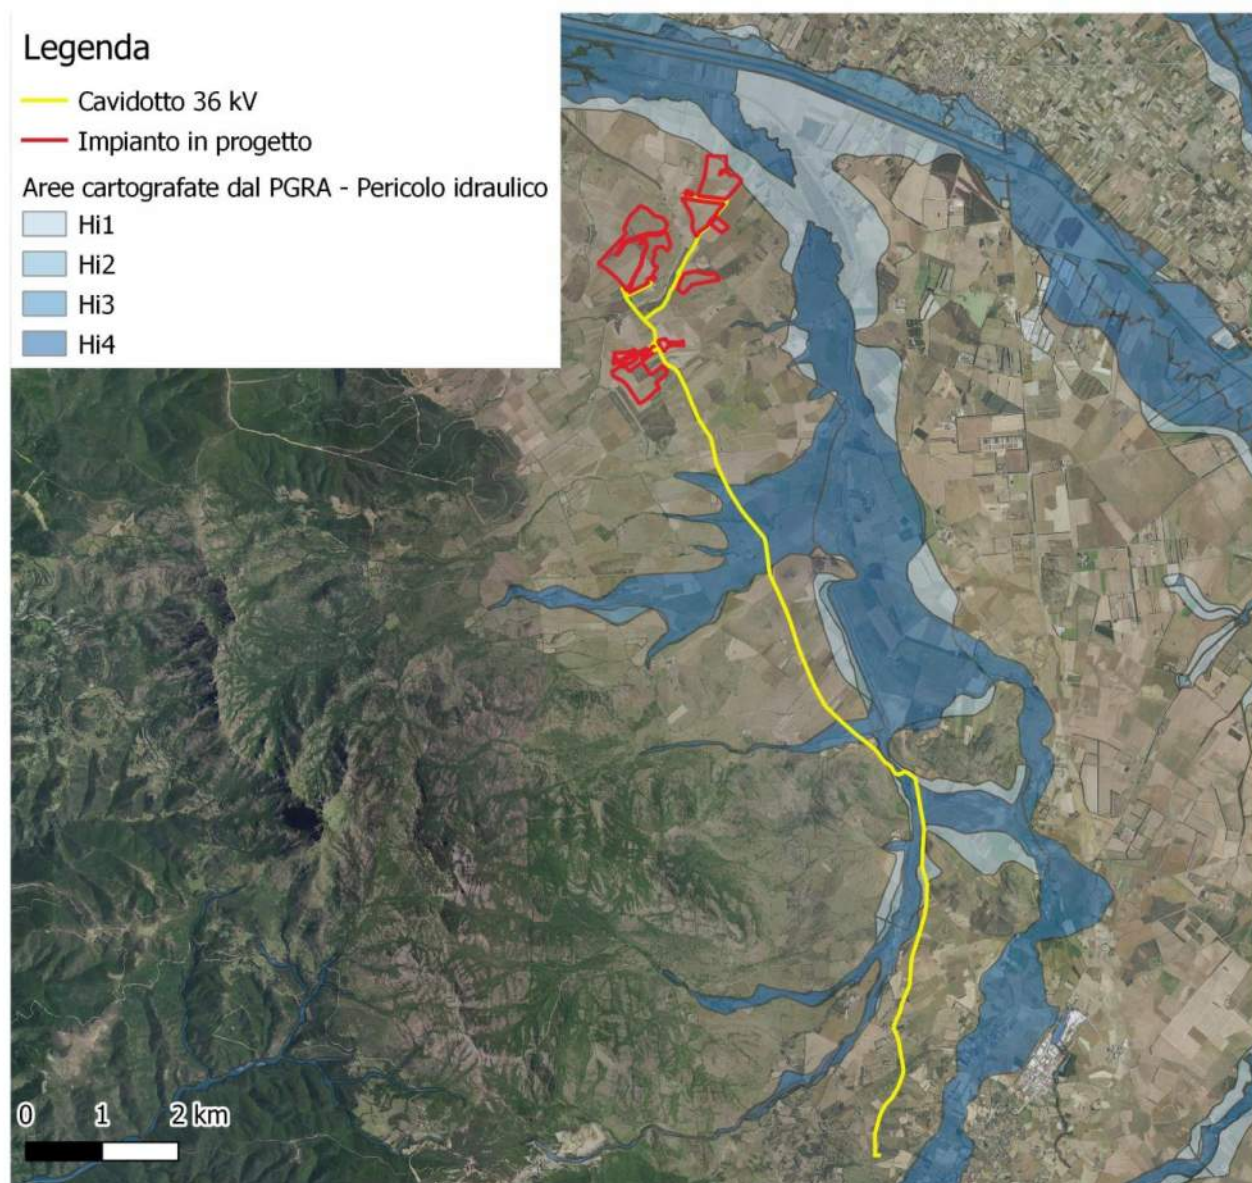 Legenda
Cavidotto 36 kV
Impianto in progetto
Aree cartografate dal PGRA - Pericolo idraulico
Hi1
Hi2
Hi3
Hi4
0 1 2 km